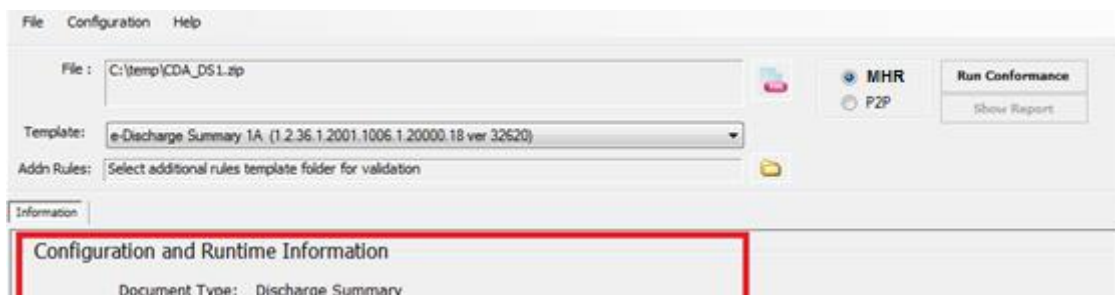 File Configuration Help
File : C:\temp\CDA_DS1.zip
MHR Run Conformance
P2P Show Report
Template: e-Discharge Summary 1A (1.2.36.1.2001.1006.1.20000.18 ver 32620)
Addn Rules: Select additional rules template folder for validation
Information
Configuration and Runtime Information
Document Type: Discharge Summary